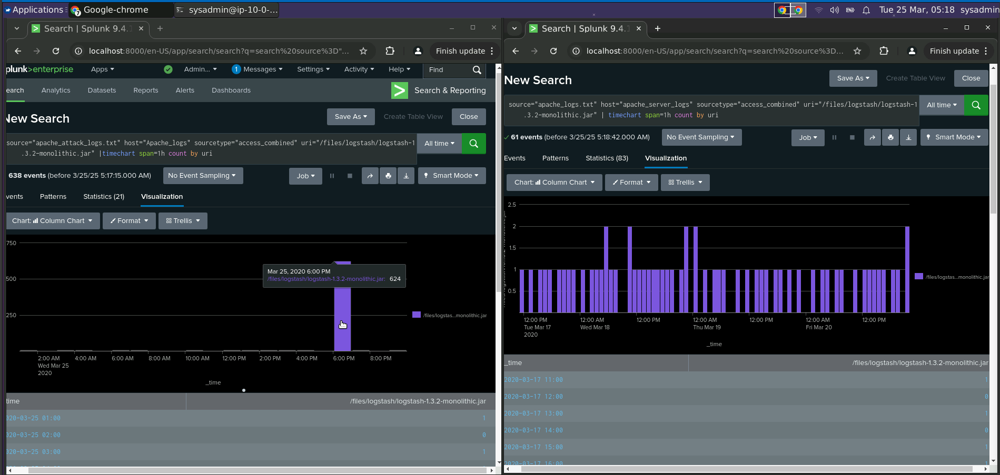 Applications
7 Google-chrome
sysadmin@ip-10-0-...
Tue 25 Mar, 05:18 sysadmin
Search | Splunk 9.4.
localhost:8000/en-US/app/search/search?q=search%20source%3D"...
Finish update
plunk>enterprise
Apps
Admin...
1 Messages
Settings
Activity
Help
Find
earch
Analytics
Datasets
Reports
Alerts
Dashboards
Search & Reporting
New Search
Save As
Create Table View
Close
source="apache_attack_logs.txt" host="Apache_logs" sourcetype="access_combined" uri="/files/logstash/logstash-1
.3.2-monolithic.jar" |timechart span=1h count by uri
All time
638 events (before 3/25/25 5:17:15.000 AM)
No Event Sampling
Job
Smart Mode
vents
Patterns
Statistics (21)
Visualization
Chart: Column Chart
Format
Trellis
750
500
250
Mar 25, 2020 6:00 PM
/files/logstash/logstash-1.3.2-monolithic.jar: 624
/files/logstas...monolithic.jar
2:00 AM 4:00 AM 6:00 AM 8:00 AM 10:00 AM 12:00 PM 2:00 PM 4:00 PM 6:00 PM 8:00 PM
Wed Mar 25
2020
_time
time
/files/logstash/logstash-1.3.2-monolithic.jar
020-03-25 01:00 1
020-03-25 02:00 0
020-03-25 03:00 1
Search | Splunk 9.4.
localhost:8000/en-US/app/search/search?q=search%20source%3D...
Finish update
New Search
Save As
Create Table View
Close
source="apache_logs.txt" host="apache_server_logs" sourcetype="access_combined" uri="/files/logstash/logstash-1
.3.2-monolithic.jar" | timechart span=1h count by uri
All time
61 events (before 3/25/25 5:18:42.000 AM)
No Event Sampling
Job
Smart Mode
Events
Patterns
Statistics (83)
Visualization
Chart: Column Chart
Format
Trellis
2.5
2
1.5
1
0.5
/files/logstas...monolithic.jar
12:00 PM 12:00 AM 12:00 PM 12:00 AM 12:00 PM 12:00 AM 12:00 PM
Tue Mar 17 Wed Mar 18 Thu Mar 19 Fri Mar 20
2020
_time
_time
/files/logstash/logstash-1.3.2-monolithic.jar
2020-03-17 11:00 1
2020-03-17 12:00 0
2020-03-17 13:00 1
2020-03-17 14:00 0
2020-03-17 15:00 1
2020-03-17 16:00 1